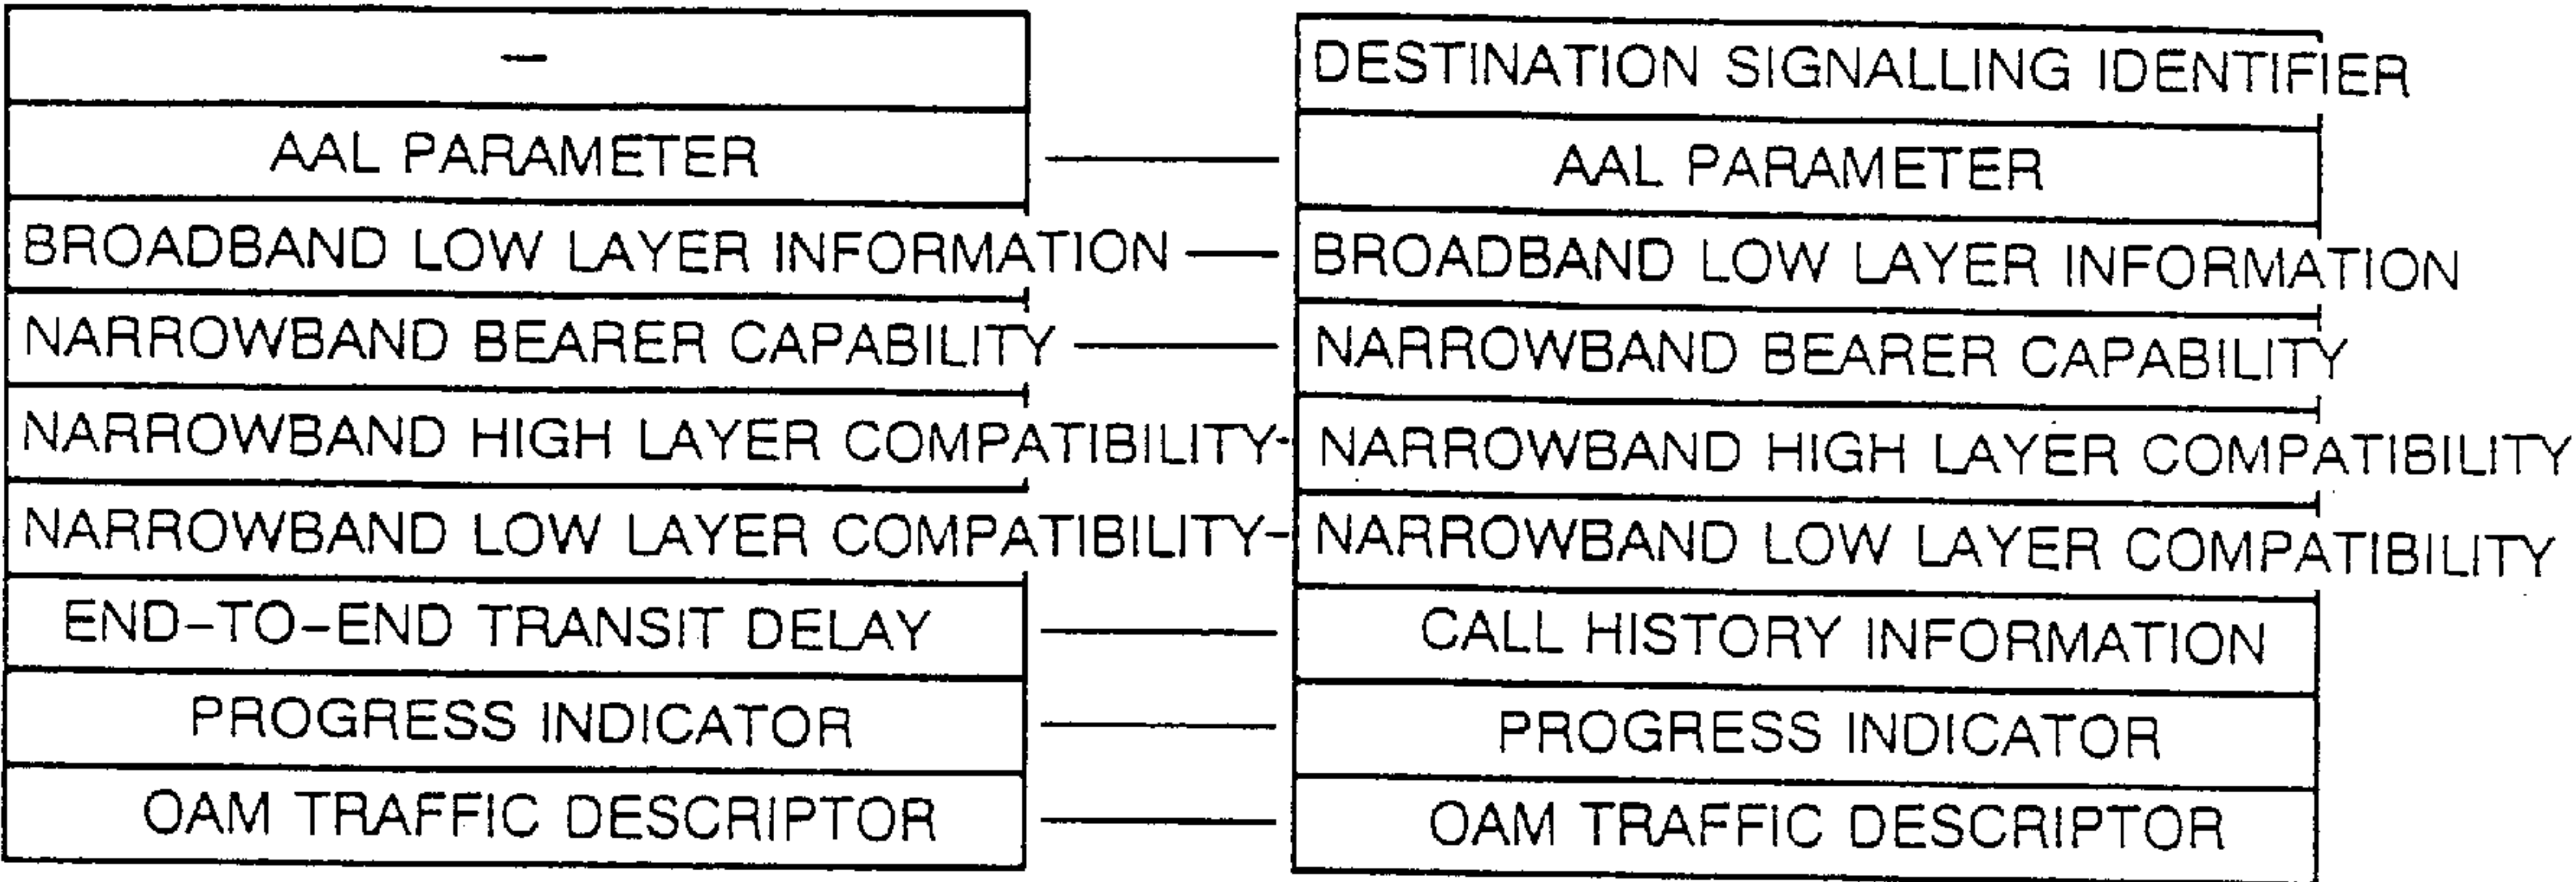 – DESTINATION SIGNALLING IDENTIFIER
AAL PARAMETER AAL PARAMETER
BROADBAND LOW LAYER INFORMATION BROADBAND LOW LAYER INFORMATION
NARROWBAND BEARER CAPABILITY NARROWBAND BEARER CAPABILITY
NARROWBAND HIGH LAYER COMPATIBILITY NARROWBAND HIGH LAYER COMPATIBILITY
NARROWBAND LOW LAYER COMPATIBILITY NARROWBAND LOW LAYER COMPATIBILITY
END-TO-END TRANSIT DELAY CALL HISTORY INFORMATION
PROGRESS INDICATOR PROGRESS INDICATOR
OAM TRAFFIC DESCRIPTOR OAM TRAFFIC DESCRIPTOR